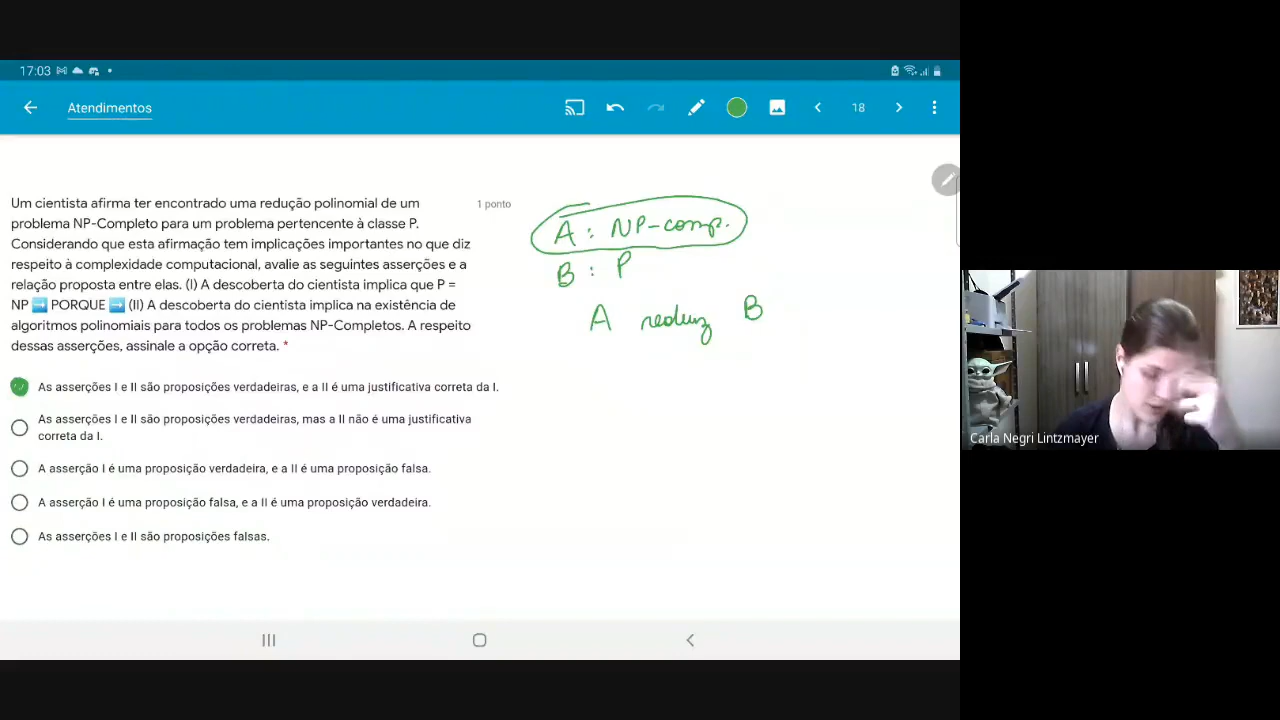 17:03
Atendimentos
18
Um cientista afirma ter encontrado uma redução polinomial de um
1 ponto
problema NP-Completo para um problema pertencente à classe P.
Considerando que esta afirmação tem implicações importantes no que diz
respeito à complexidade computacional, avalie as seguintes asserções e a
relação proposta entre elas. (I) A descoberta do cientista implica que P =
NP ➡️ PORQUE ➡️ (II) A descoberta do cientista implica na existência de
algoritmos polinomiais para todos os problemas NP-Completos. A respeito
dessas asserções, assinale a opção correta. *
As asserções I e II são proposições verdadeiras, e a II é uma justificativa correta da I.
As asserções I e II são proposições verdadeiras, mas a II não é uma justificativa
correta da I.
A asserção I é uma proposição verdadeira, e a II é uma proposição falsa.
A asserção I é uma proposição falsa, e a II é uma proposição verdadeira.
As asserções I e II são proposições falsas.
A : NP-comp.
B : P
A reduz B
Carla Negri Lintzmayer